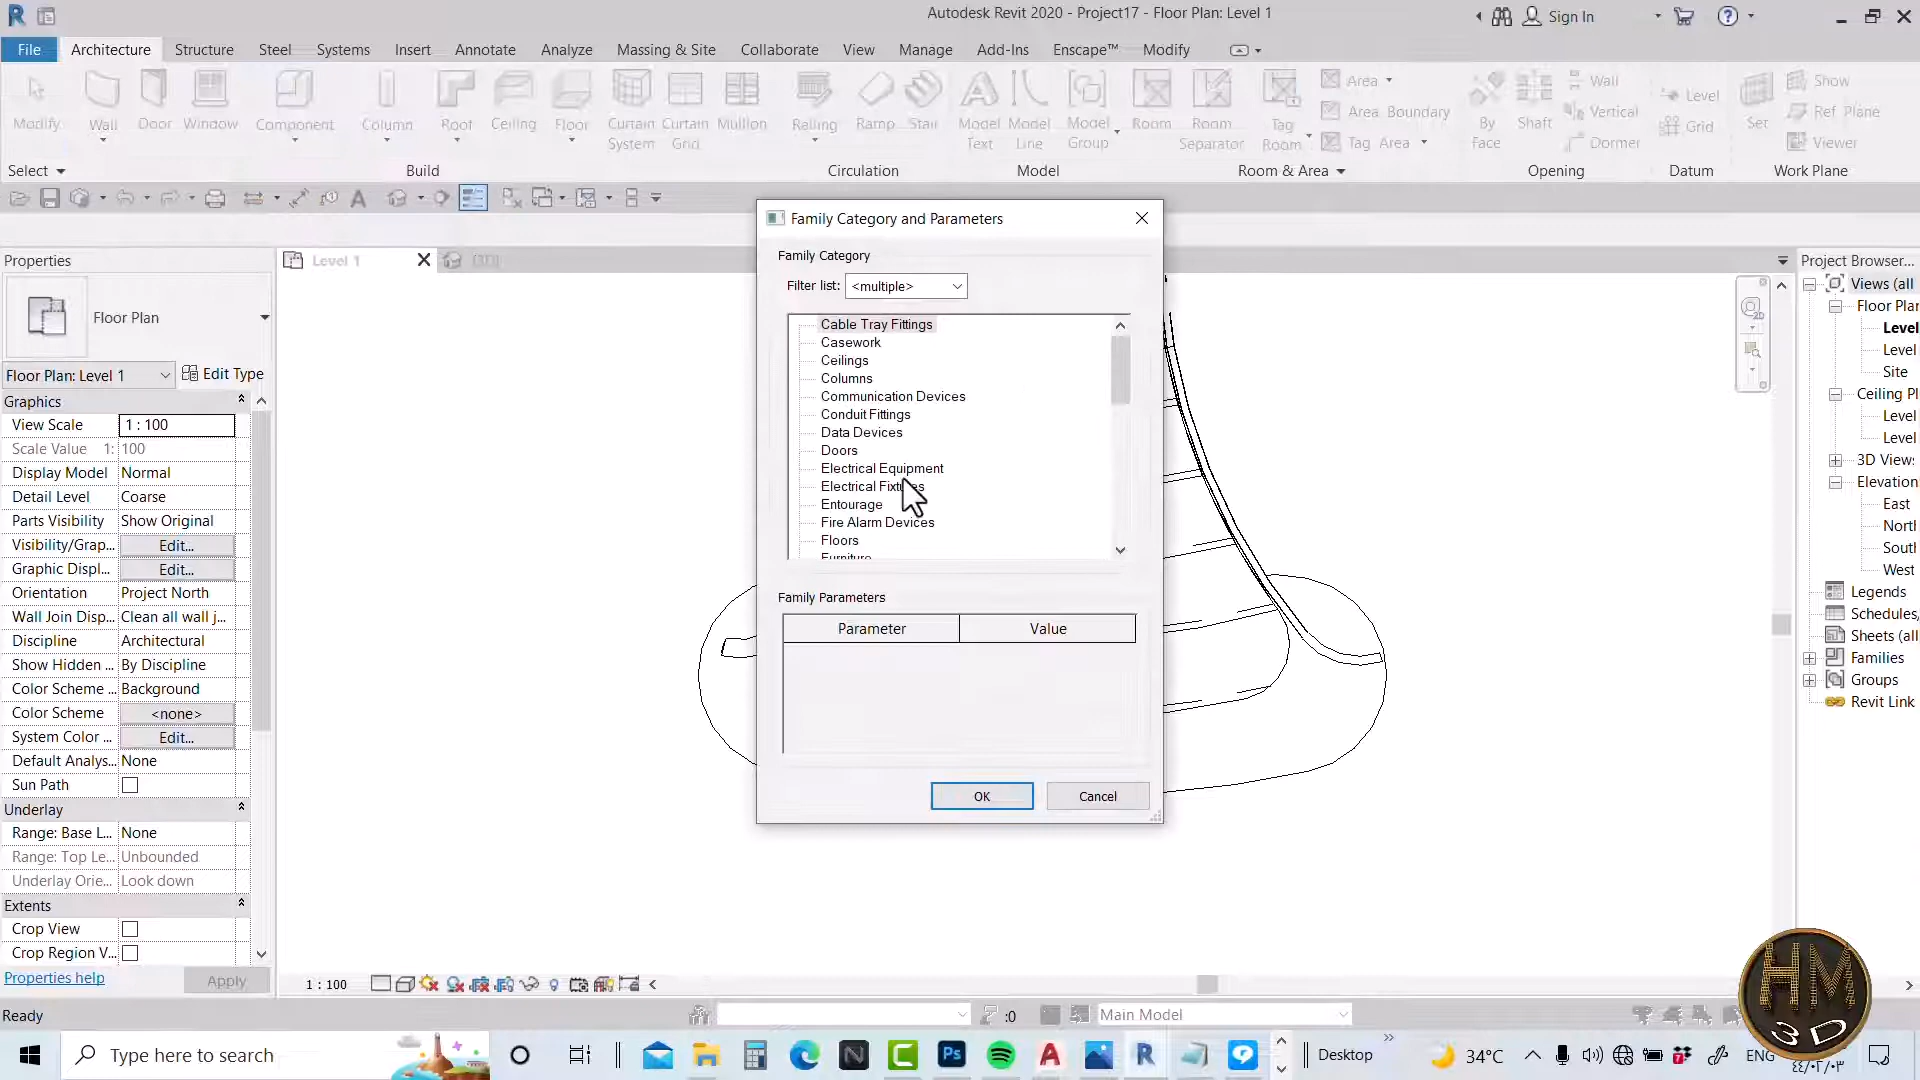 Autodesk Revit 2020 - Project17 - Floor Plan: Level 1
Sign In
File Architecture Structure Steel Systems Insert Annotate Analyze Massing & Site Collaborate View Manage Add-Ins Enscape™ Modify
Modify Wall Door Window Component Column Roof Ceiling Floor Curtain System Curtain Grid Mullion Railing Ramp Stair Model Text Model Line Model Group Room Room Separator Tag Room
Area
Area Boundary
Tag Area
By Face Shaft
Wall
Vertical
Dormer
Level
Grid
Set
Show
Ref Plane
Viewer
Select Build Circulation Model Room & Area Opening Datum Work Plane
Properties
Floor Plan
Floor Plan: Level 1 Edit Type
Graphics
View Scale 1 : 100
Scale Value 1: 100
Display Model Normal
Detail Level Coarse
Parts Visibility Show Original
Visibility/Grap... Edit...
Graphic Displ... Edit...
Orientation Project North
Wall Join Disp... Clean all wall j...
Discipline Architectural
Show Hidden ... By Discipline
Color Scheme ... Background
Color Scheme <none>
System Color ... Edit...
Default Analys... None
Sun Path
Underlay
Range: Base L... None
Range: Top Le... Unbounded
Underlay Orie... Look down
Extents
Crop View
Crop Region V...
Properties help Apply
Level 1
{3D}
Family Category and Parameters
Family Category
Filter list: <multiple>
Cable Tray Fittings
Casework
Ceilings
Columns
Communication Devices
Conduit Fittings
Data Devices
Doors
Electrical Equipment
Electrical Fixtures
Entourage
Fire Alarm Devices
Floors
Furniture
Family Parameters
Parameter Value
OK Cancel
2D
Project Browser...
Views (all
Floor Plan
Level
Level
Site
Ceiling Pl
Level
Level
3D Views
Elevation
East
North
South
West
Legends
Schedules,
Sheets (all
Families
Groups
Revit Link
1 : 100
Ready
:0
Main Model
HM
3D
Type here to search
Ps
Desktop
34°C
ENG